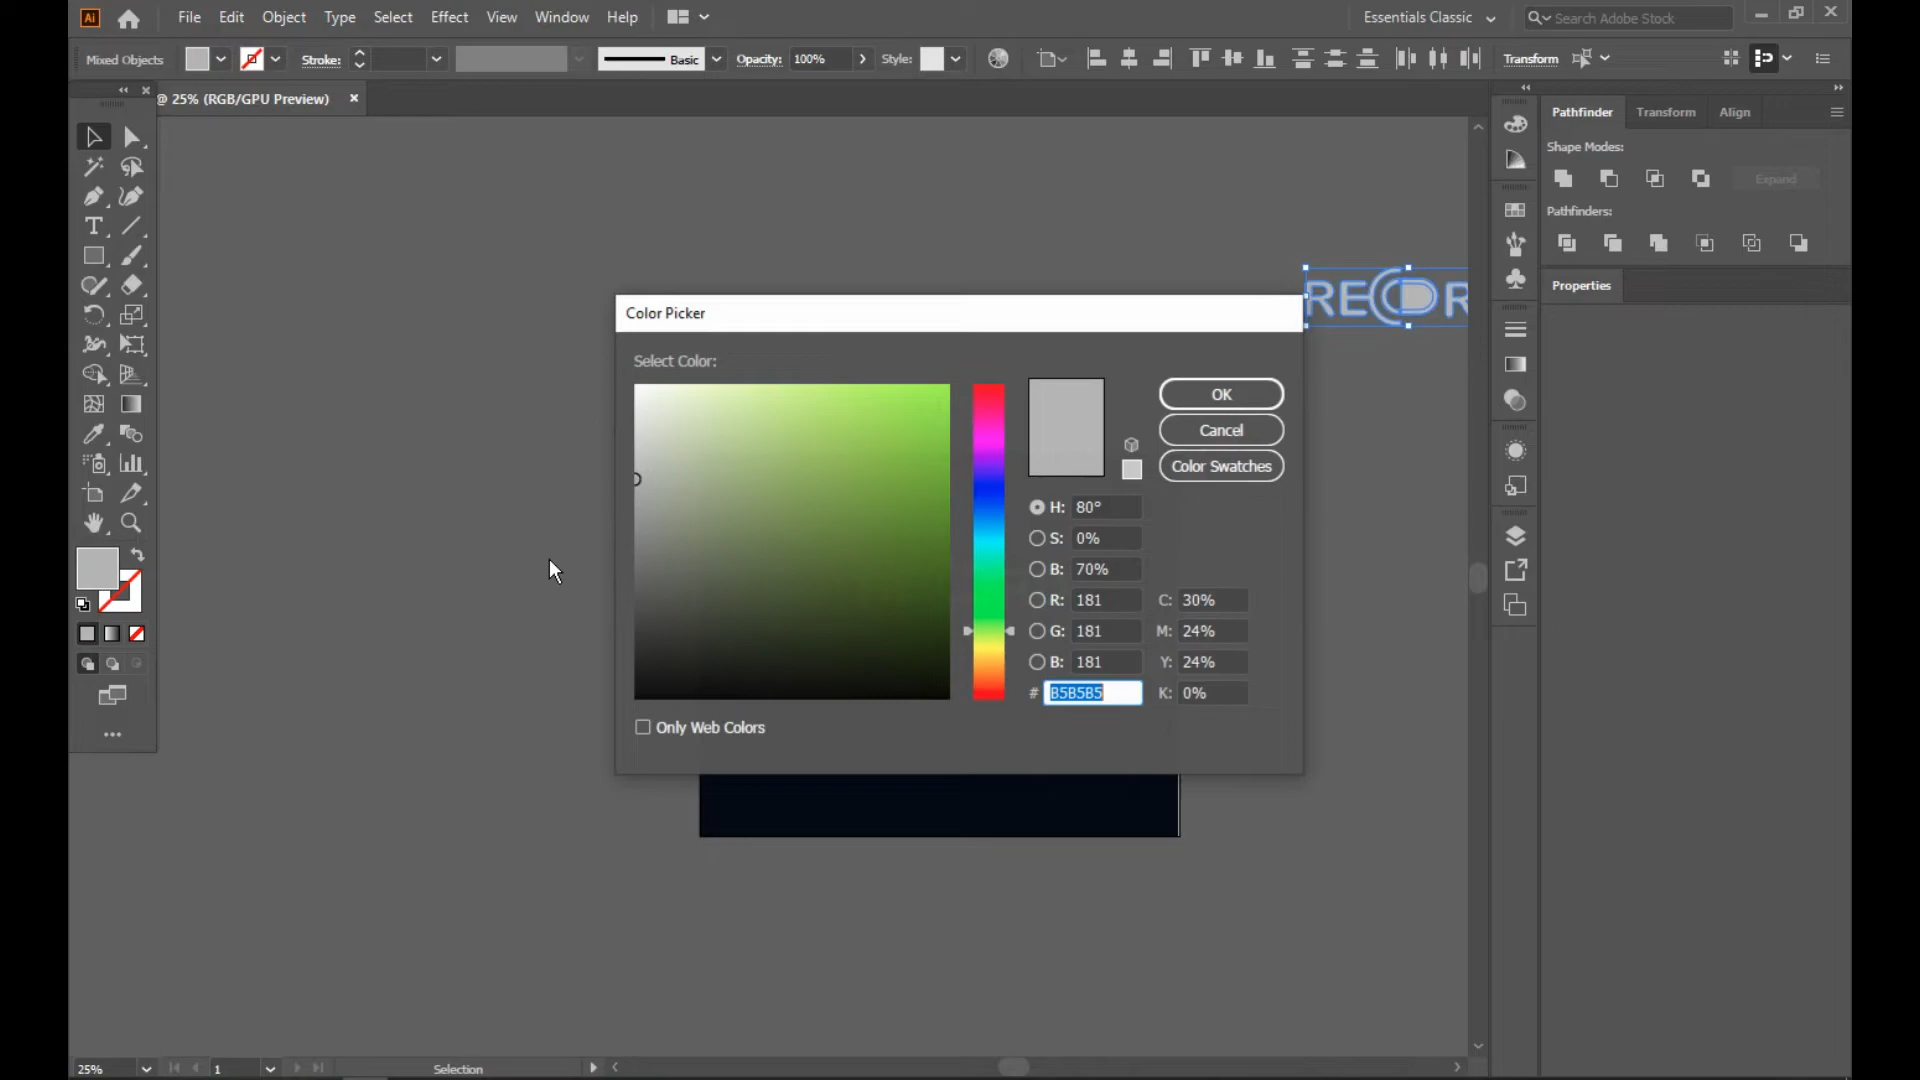 Ai File Edit Object Type Select Effect View Window Help Essentials Classic Search Adobe Stock
Mixed Objects Stroke: Basic Opacity: 100% Style: Transform
@ 25% (RGB/GPU Preview)
Pathfinder Transform Align
Shape Modes:
Expand
Pathfinders:
Properties
RECOR
Color Picker
Select Color:
OK
Cancel
Color Swatches
H: 80°
S: 0%
B: 70%
R: 181 C: 30%
G: 181 M: 24%
B: 181 Y: 24%
# B5B5B5 K: 0%
Only Web Colors
25% 1 Selection